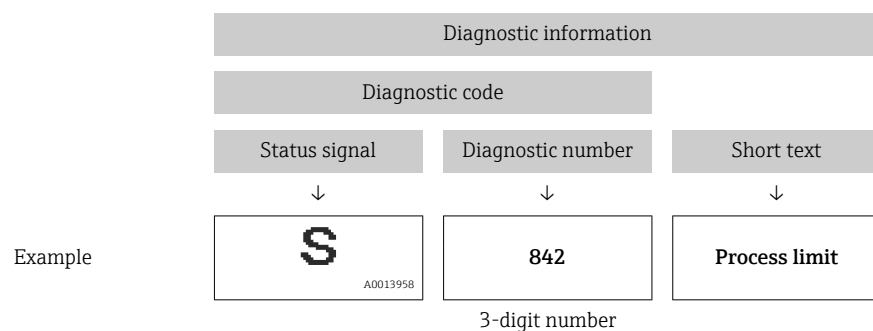 Diagnostic information
Diagnostic code
Status signal Diagnostic number Short text
↓ ↓ ↓
Example S 842 Process limit
A0013958
3-digit number